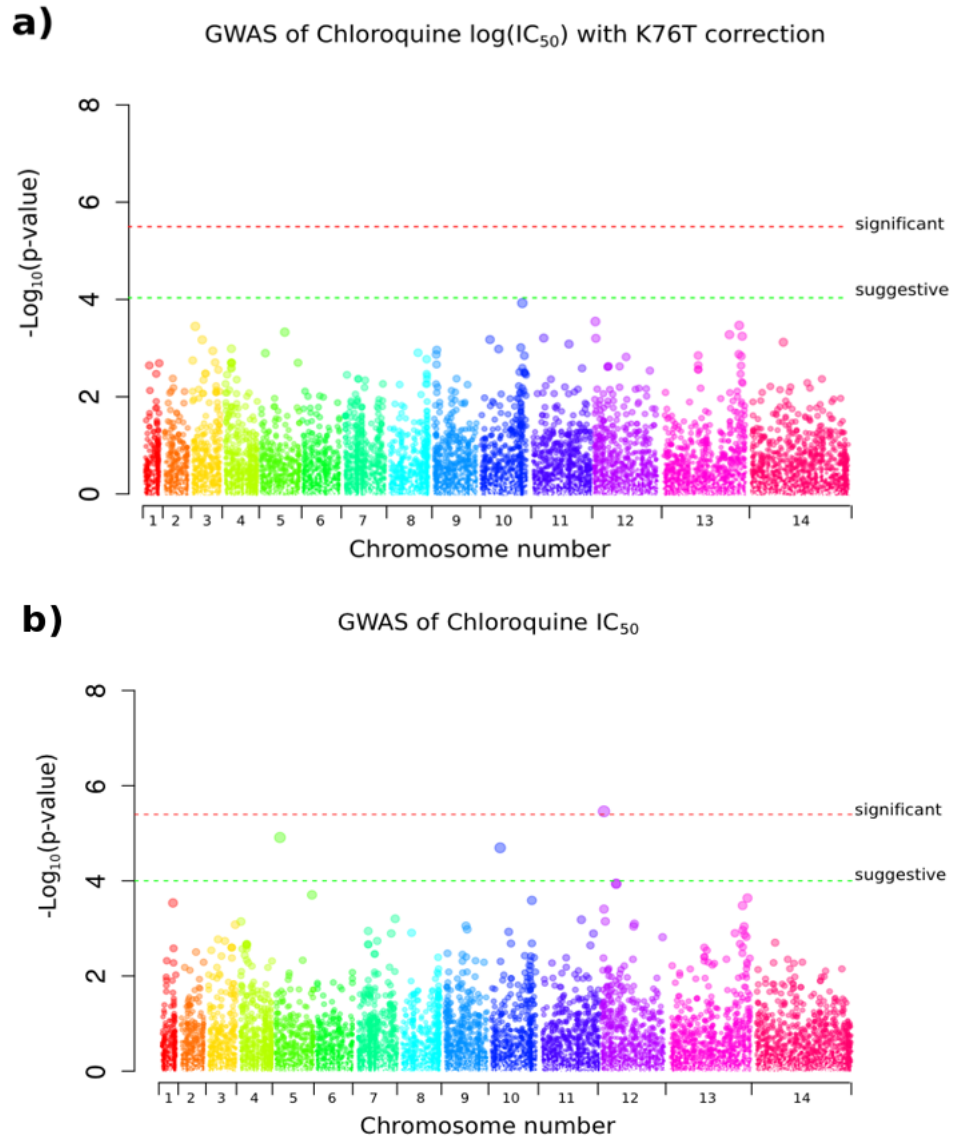 a)
GWAS of Chloroquine log(IC50) with K76T correction
8
6
4
2
0
-Log10(p-value)
significant
suggestive
1 2 3 4 5 6 7 8 9 10 11 12 13 14
Chromosome number
b)
GWAS of Chloroquine IC50
8
6
4
2
0
-Log10(p-value)
significant
suggestive
1 2 3 4 5 6 7 8 9 10 11 12 13 14
Chromosome number